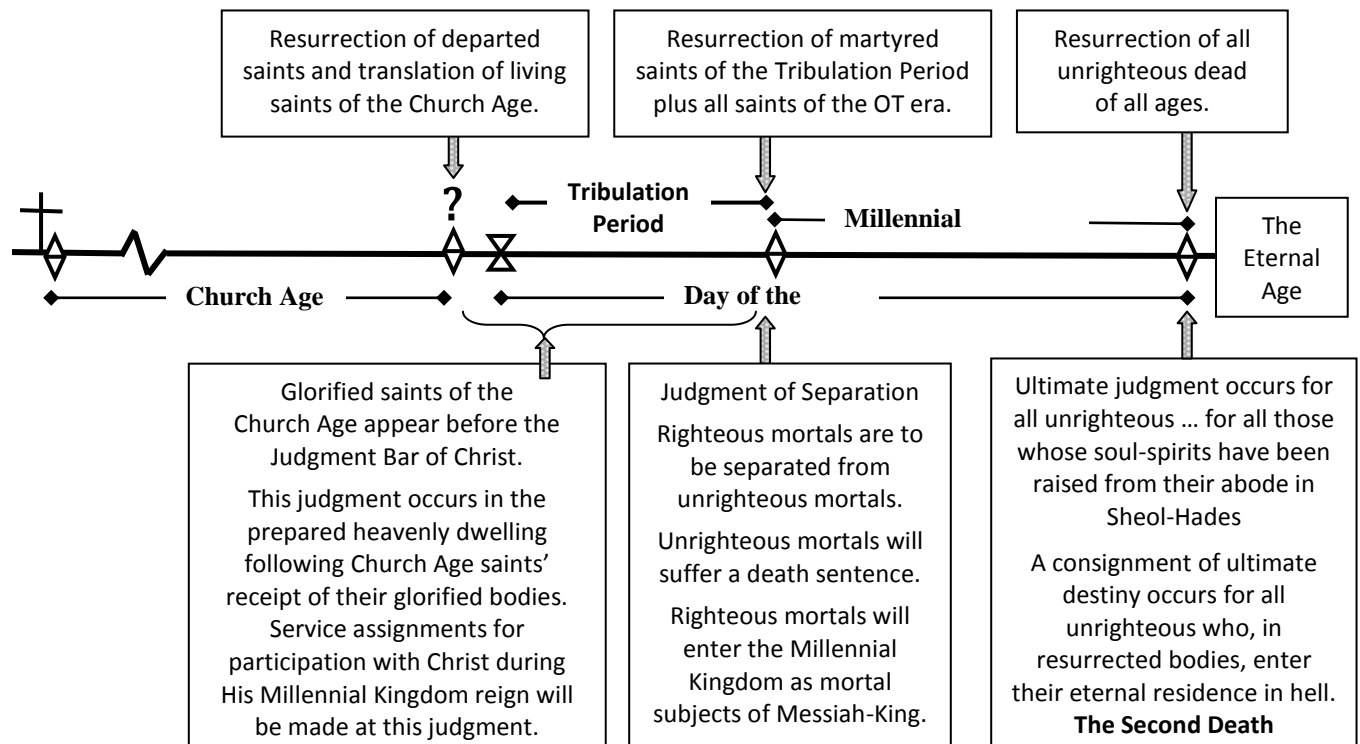 Resurrection of departed
saints and translation of living
saints of the Church Age.
Resurrection of martyred
saints of the Tribulation Period
plus all saints of the OT era.
Resurrection of all
unrighteous dead
of all ages.
?
Tribulation
Period
Millennial
The
Eternal
Age
Church Age
Day of the
Glorified saints of the
Church Age appear before the
Judgment Bar of Christ.
This judgment occurs in the
prepared heavenly dwelling
following Church Age saints’
receipt of their glorified bodies.
Service assignments for
participation with Christ during
His Millennial Kingdom reign will
be made at this judgment.
Judgment of Separation
Righteous mortals are to
be separated from
unrighteous mortals.
Unrighteous mortals will
suffer a death sentence.
Righteous mortals will
enter the Millennial
Kingdom as mortal
subjects of Messiah-King.
Ultimate judgment occurs for
all unrighteous … for all those
whose soul-spirits have been
raised from their abode in
Sheol-Hades
A consignment of ultimate
destiny occurs for all
unrighteous who, in
resurrected bodies, enter
their eternal residence in hell.
The Second Death